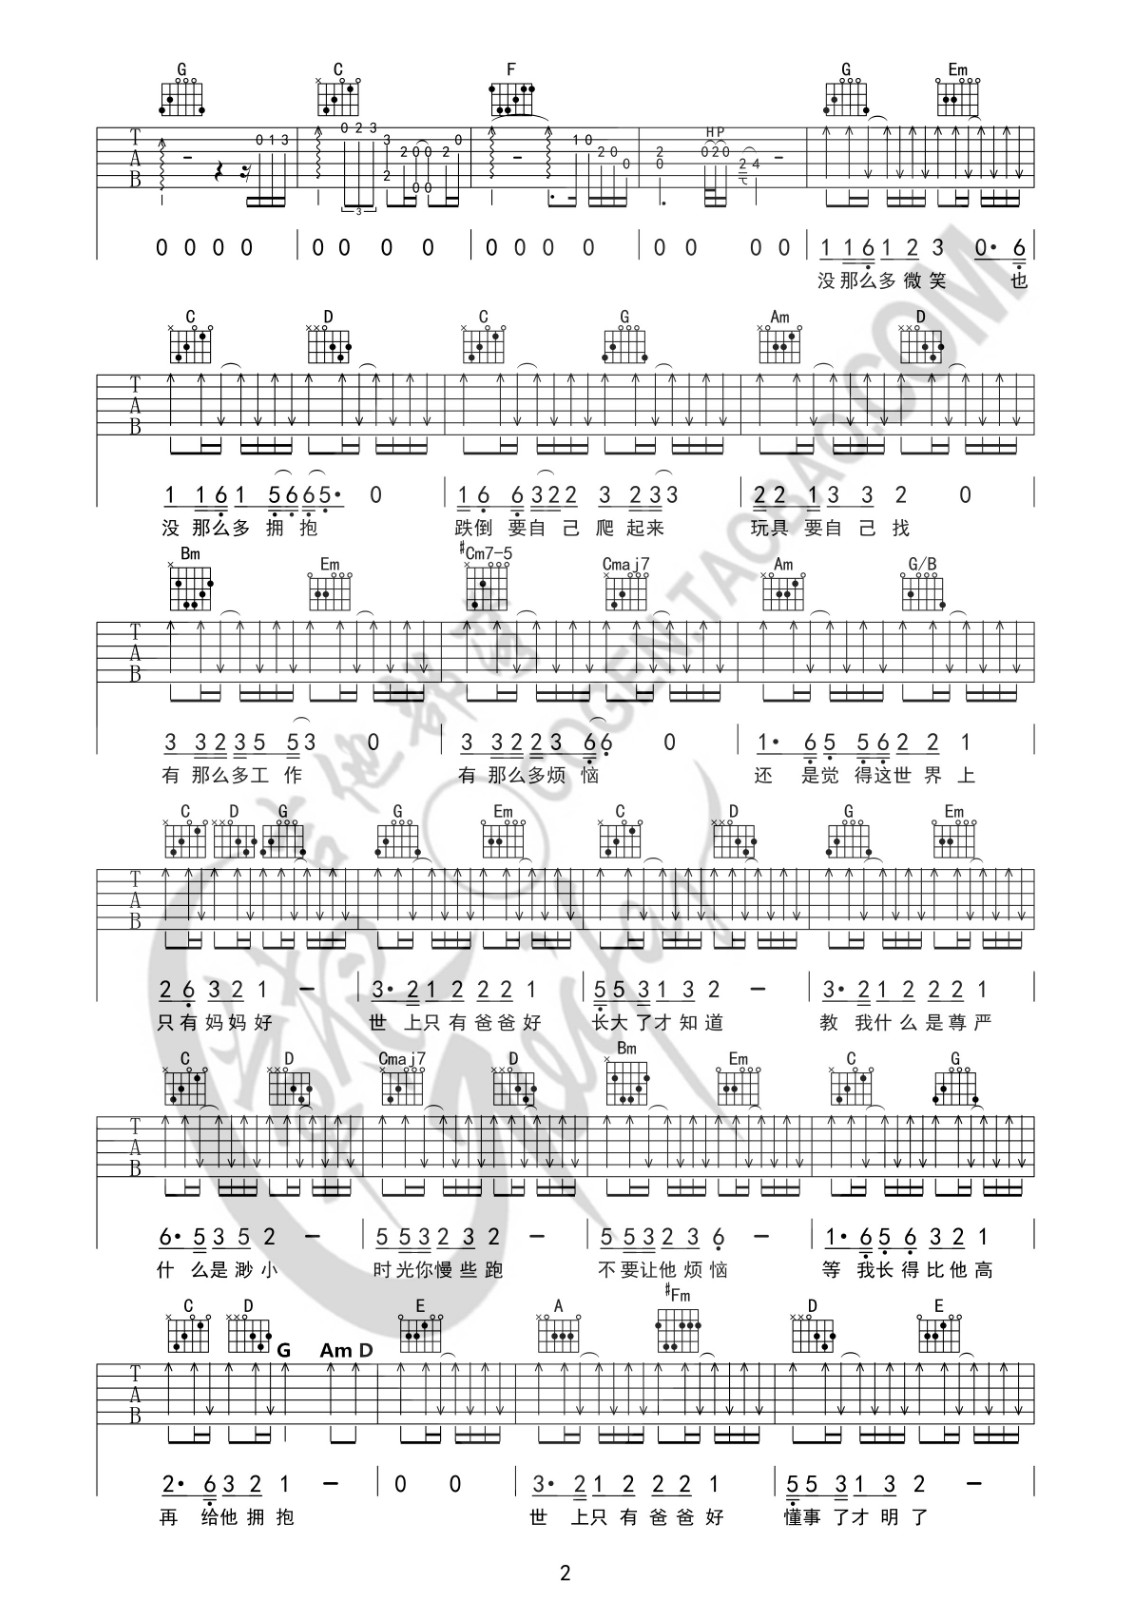 G C F G Em
0 1 3 0 2 3 3 2 2 0 0 0 0 2 0 1 0 2 0 0 2 0 H P 0 2 0 2 4
T A B
3
0 0 0 0 0 0 0 0 0 0 0 0 0 0 0 0 1 1 6 1 2 3 0· 6
没 那 么 多 微 笑 也
C D C G Am D
T A B
1 1 6 1 5 6 6 5· 0 1 6 6 3 2 2 3 2 3 3 2 2 1 3 3 2 0
没 那 么 多 拥 抱 跌 倒 要 自 己 爬 起 来 玩 具 要 自 己 找
Bm Em #Cm7-5 Cmaj7 Am G/B
T A B
3 3 2 3 5 5 3 0 3 3 2 2 3 6 6 0 1· 6 5 5 6 2 2 1
有 那 么 多 工 作 有 那 么 多 烦 恼 还 是 觉 得 这 世 界 上
C D G G Em C D G Em
T A B
2 6 3 2 1 - 3· 2 1 2 2 2 1 5 5 3 1 3 2 - 3· 2 1 2 2 2 1
只 有 妈 妈 好 世 上 只 有 爸 爸 好 长 大 了 才 知 道 教 我 什 么 是 尊 严
C D Cmaj7 D Bm Em C G
T A B
6· 5 3 5 2 - 5 5 3 2 3 2 - 5 5 3 2 3 6 - 1· 6 5 6 3 2 1
什 么 是 渺 小 时 光 你 慢 些 跑 不 要 让 他 烦 恼 等 我 长 得 比 他 高
C D G Am D E A #Fm D E
T A B
2· 6 3 2 1 - 0 0 3· 2 1 2 2 2 1 5 5 3 1 3 2 -
再 给 他 拥 抱 世 上 只 有 爸 爸 好 懂 事 了 才 明 了
2
吉他部落
COGEN.TAOBAO.COM